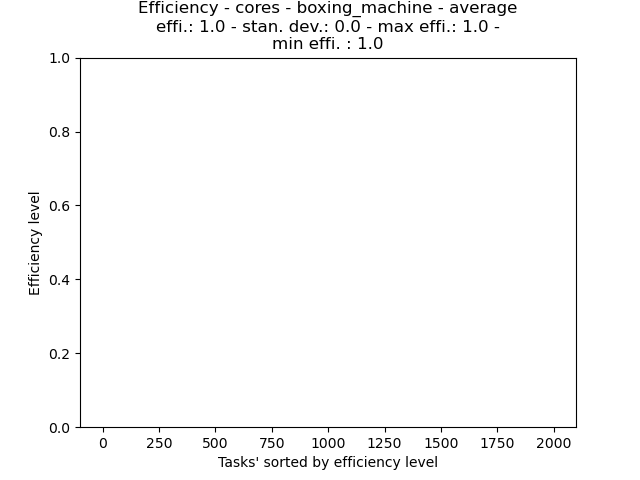 Efficiency - cores - boxing_machine - average
effi.: 1.0 - stan. dev.: 0.0 - max effi.: 1.0 -
min effi. : 1.0
1.0
0.8
0.6
0.4
0.2
0.0
Efficiency level
0 250 500 750 1000 1250 1500 1750 2000
Tasks' sorted by efficiency level